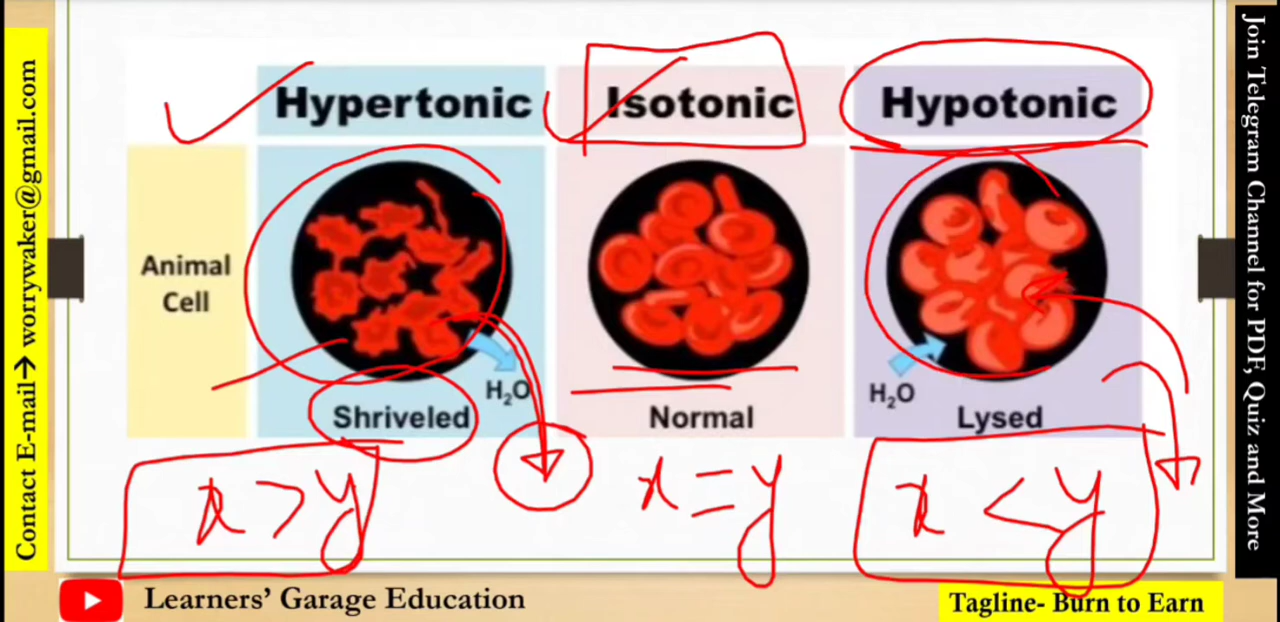 Hypertonic
Isotonic
Hypotonic
Animal
Cell
H₂O
Shriveled
Normal
H₂O
Lysed
x > y
x = y
x < y
Learners’ Garage Education
Tagline- Burn to Earn
Contact E-mail→ worrywaker@gmail.com
Join Telegram Channel for PDF, Quiz and More